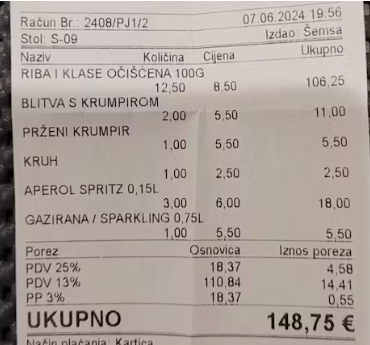 Račun Br.: 2408/PJ1/2 07.06.2024 19.56
Stol: S-09 Izdao: Šemsa
Naziv Količina Cijena Ukupno
RIBA I KLASE OČIŠĆENA 100G
12,50 8,50 106,25
BLITVA S KRUMPIROM
2,00 5,50 11,00
PRŽENI KRUMPIR
1,00 5,50 5,50
KRUH
1,00 2,50 2,50
APEROL SPRITZ 0,15L
3,00 6,00 18,00
GAZIRANA / SPARKLING 0,75L
1,00 5,50 5,50
Porez Osnovica Iznos poreza
PDV 25% 18,37 4,58
PDV 13% 110,84 14,41
PP 3% 18,37 0,55
UKUPNO 148,75 €
Način plaćanja: Kartica